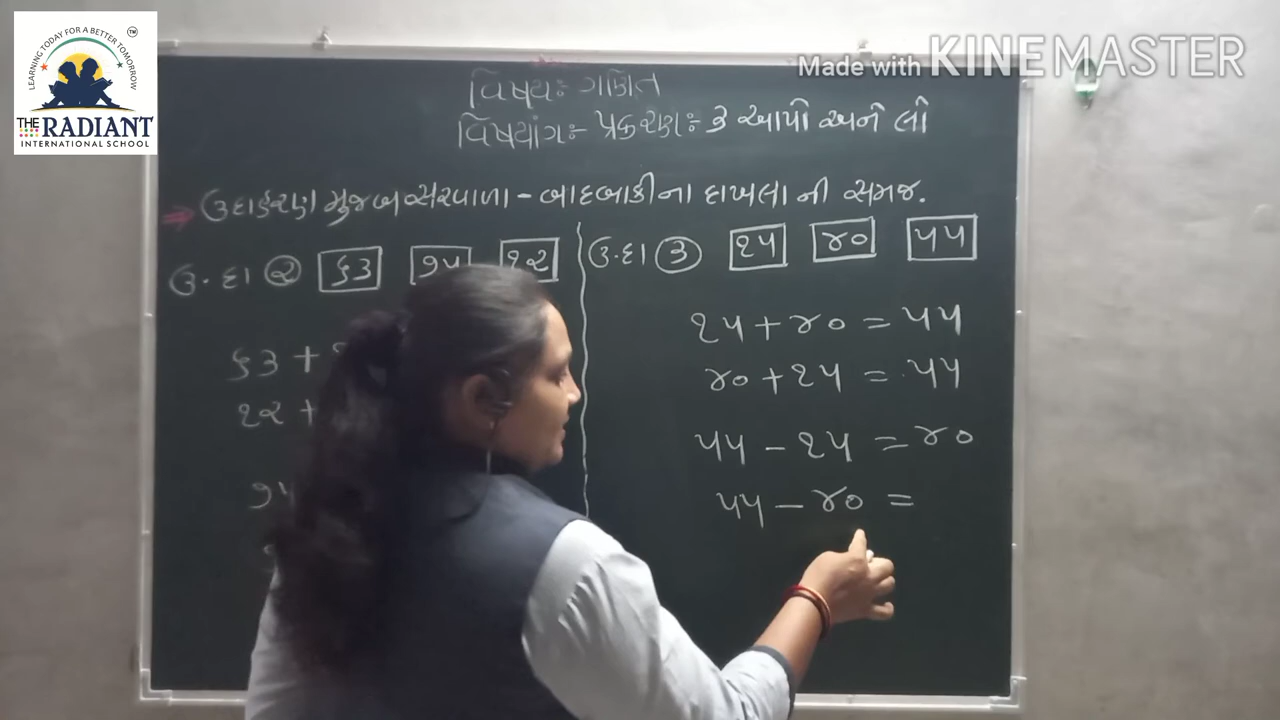 LEARNING TODAY FOR A BETTER TOMORROW
TM
THE RADIANT
INTERNATIONAL SCHOOL
Made with KINEMASTER
વિષય:- ગણિત
વિષયાંગ:- પ્રકરણ:- ૩ આપો અને લો
⇒ ઉદાહરણ મુજબ સરવાળા - બાદબાકીના દાખલા ની સમજ.
ઉ.દા ૨ ૬૩ ૭૫ ૧૨
૬૩ +
૧૨ +
૭૫
ઉ.દા ૩ ૧૫ ૪૦ ૫૫
૧૫ + ૪૦ = ૫૫
૪૦ + ૧૫ = ૫૫
૫૫ - ૧૫ = ૪૦
૫૫ - ૪૦ =